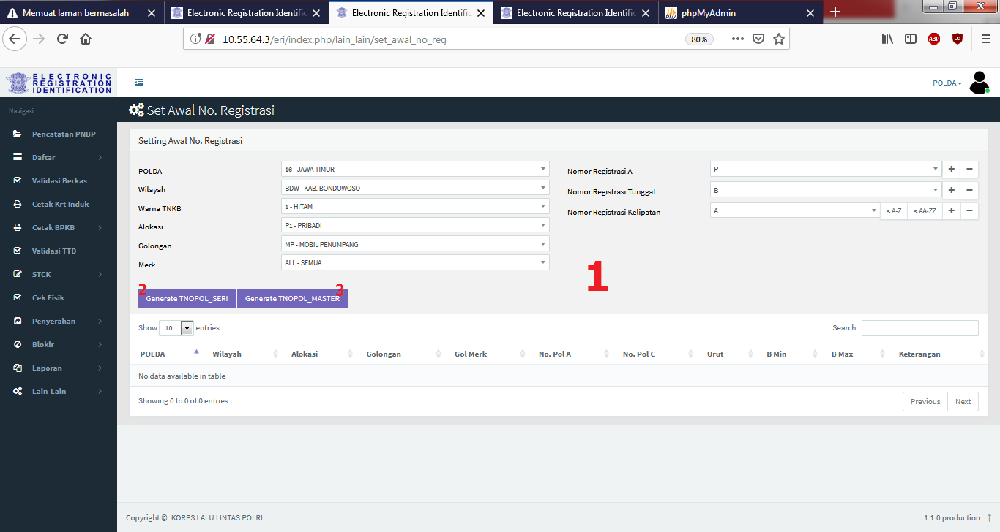 Memuat laman bermasalah
Electronic Registration Identific
Electronic Registration Identific
Electronic Registration Identific
PMA phpMyAdmin
10.55.64.3/eri/index.php/lain_lain/set_awal_no_reg 80%
ABP UD
ELECTRONIC
REGISTRATION
IDENTIFICATION
POLDA
Navigasi
Set Awal No. Registrasi
Pencatatan PNBP
Daftar
Validasi Berkas
Cetak Krt Induk
Cetak BPKB
Validasi TTD
STCK
Cek Fisik
Penyerahan
Blokir
Laporan
Lain-Lain
Setting Awal No. Registrasi
POLDA 16 - JAWA TIMUR
Wilayah BDW - KAB. BONDOWOSO
Warna TNKB 1 - HITAM
Alokasi P1 - PRIBADI
Golongan MP - MOBIL PENUMPANG
Merk ALL - SEMUA
Nomor Registrasi A P + −
Nomor Registrasi Tunggal B + −
Nomor Registrasi Kelipatan A < A-Z < AA-ZZ + −
1
2 3
Generate TNOPOL_SERI Generate TNOPOL_MASTER
Show 10 entries Search:
POLDA Wilayah Alokasi Golongan Gol Merk No. Pol A No. Pol C Urut B Min B Max Keterangan
No data available in table
Showing 0 to 0 of 0 entries Previous Next
Copyright ©. KORPS LALU LINTAS POLRI 1.1.0 production